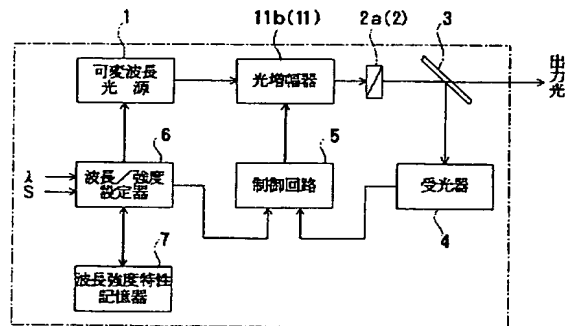 1
11b(11)
2a(2)
3
可変波長
光源
光増幅器
出力光
6
5
λ
S
波長/強度
設定器
制御回路
受光器
4
7
波長強度特性
記憶器